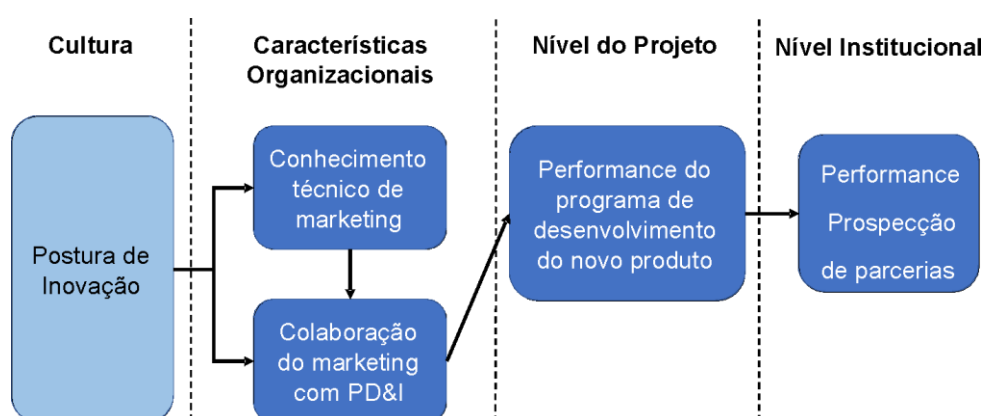 Cultura
Características
Organizacionais
Nível do Projeto
Nível Institucional
Postura de
Inovação
Conhecimento
técnico de
marketing
Colaboração
do marketing
com PD&I
Performance do
programa de
desenvolvimento
do novo produto
Performance
Prospecção
de parcerias